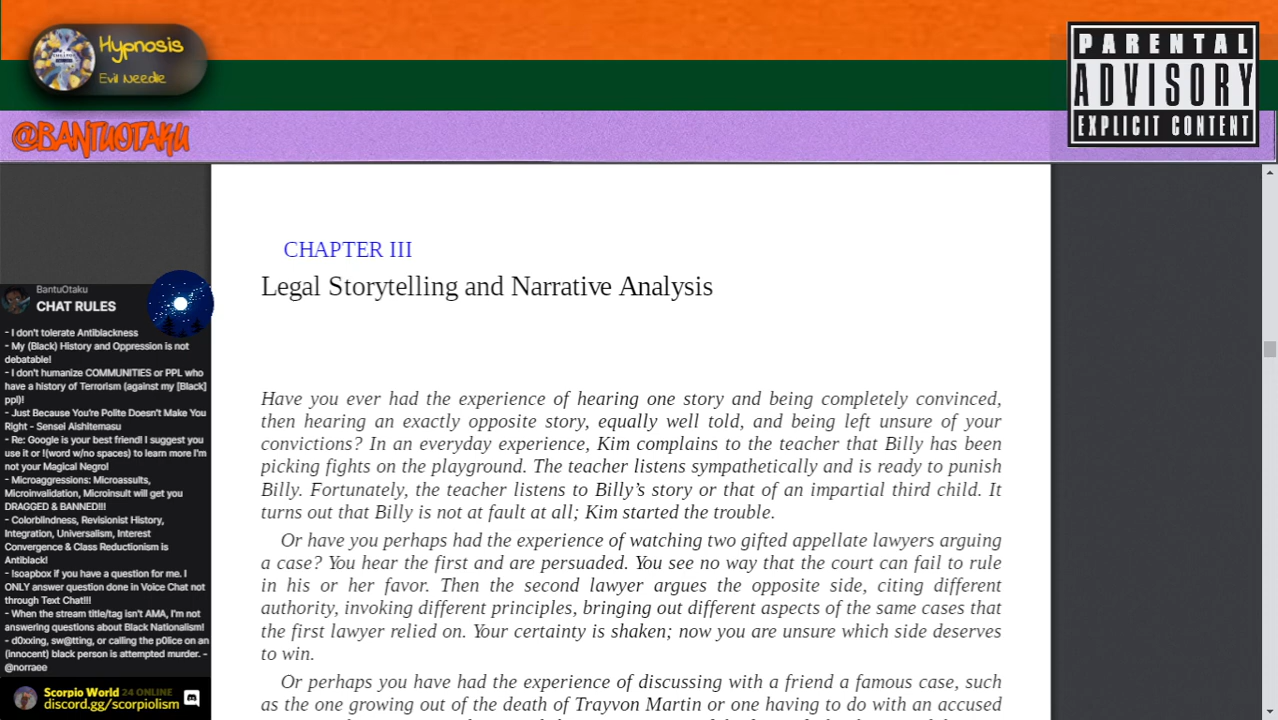 Hypnosis
Evil Needle
PARENTAL
ADVISORY
EXPLICIT CONTENT
@BANTUOTAKU
CHAPTER III
Legal Storytelling and Narrative Analysis
Have you ever had the experience of hearing one story and being completely convinced,
then hearing an exactly opposite story, equally well told, and being left unsure of your
convictions? In an everyday experience, Kim complains to the teacher that Billy has been
picking fights on the playground. The teacher listens sympathetically and is ready to punish
Billy. Fortunately, the teacher listens to Billy’s story or that of an impartial third child. It
turns out that Billy is not at fault at all; Kim started the trouble.
Or have you perhaps had the experience of watching two gifted appellate lawyers arguing
a case? You hear the first and are persuaded. You see no way that the court can fail to rule
in his or her favor. Then the second lawyer argues the opposite side, citing different
authority, invoking different principles, bringing out different aspects of the same cases that
the first lawyer relied on. Your certainty is shaken; now you are unsure which side deserves
to win.
Or perhaps you have had the experience of discussing with a friend a famous case, such
as the one growing out of the death of Trayvon Martin or one having to do with an accused
BantuOtaku
CHAT RULES
- I don't tolerate Antiblackness
- My (Black) History and Oppression is not
debatable!
- I don't humanize COMMUNITIES or PPL who
have a history of Terrorism (against my [Black]
ppl)!
- Just Because You're Polite Doesn't Make You
Right - Sensei Aishitemasu
- Re: Google is your best friend! I suggest you
use it or !(word w/no spaces) to learn more I'm
not your Magical Negro!
- Microaggressions: Microassults,
Microinvalidation, Microinsult will get you
DRAGGED & BANNED!!!
- Colorblindness, Revisionist History,
Integration, Universalism, Interest
Convergence & Class Reductionism is
Antiblack!
- !soapbox if you have a question for me. I
ONLY answer question done in Voice Chat not
through Text Chat!!!
- When the stream title/tag isn't AMA, I'm not
answering questions about Black Nationalism!
- d0xxing, sw@tting, or calling the p0lice on an
(innocent) black person is attempted murder. -
@norraee
Scorpio World 24 ONLINE
discord.gg/scorpiolism